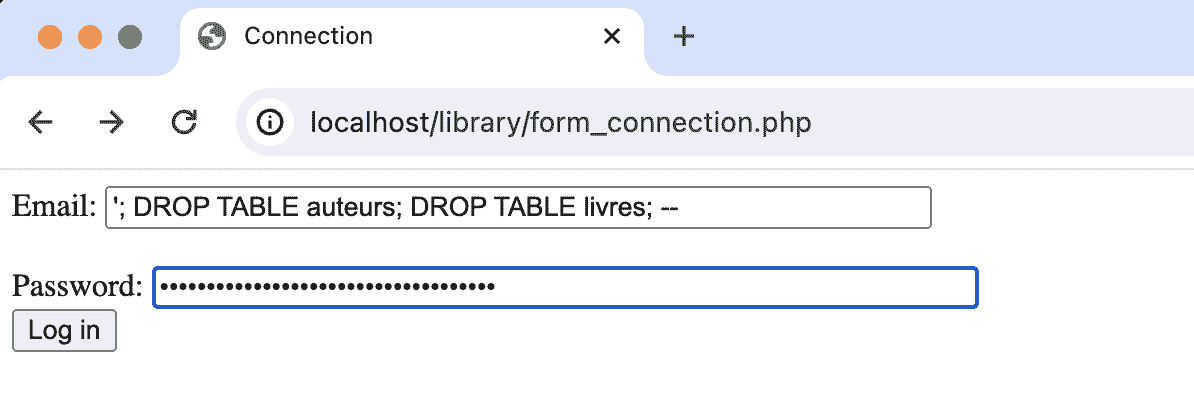 Connection
localhost/library/form_connection.php
Email: '; DROP TABLE auteurs; DROP TABLE livres; --
Password: ••••••••••••••••••••••••••••••••••••
Log in